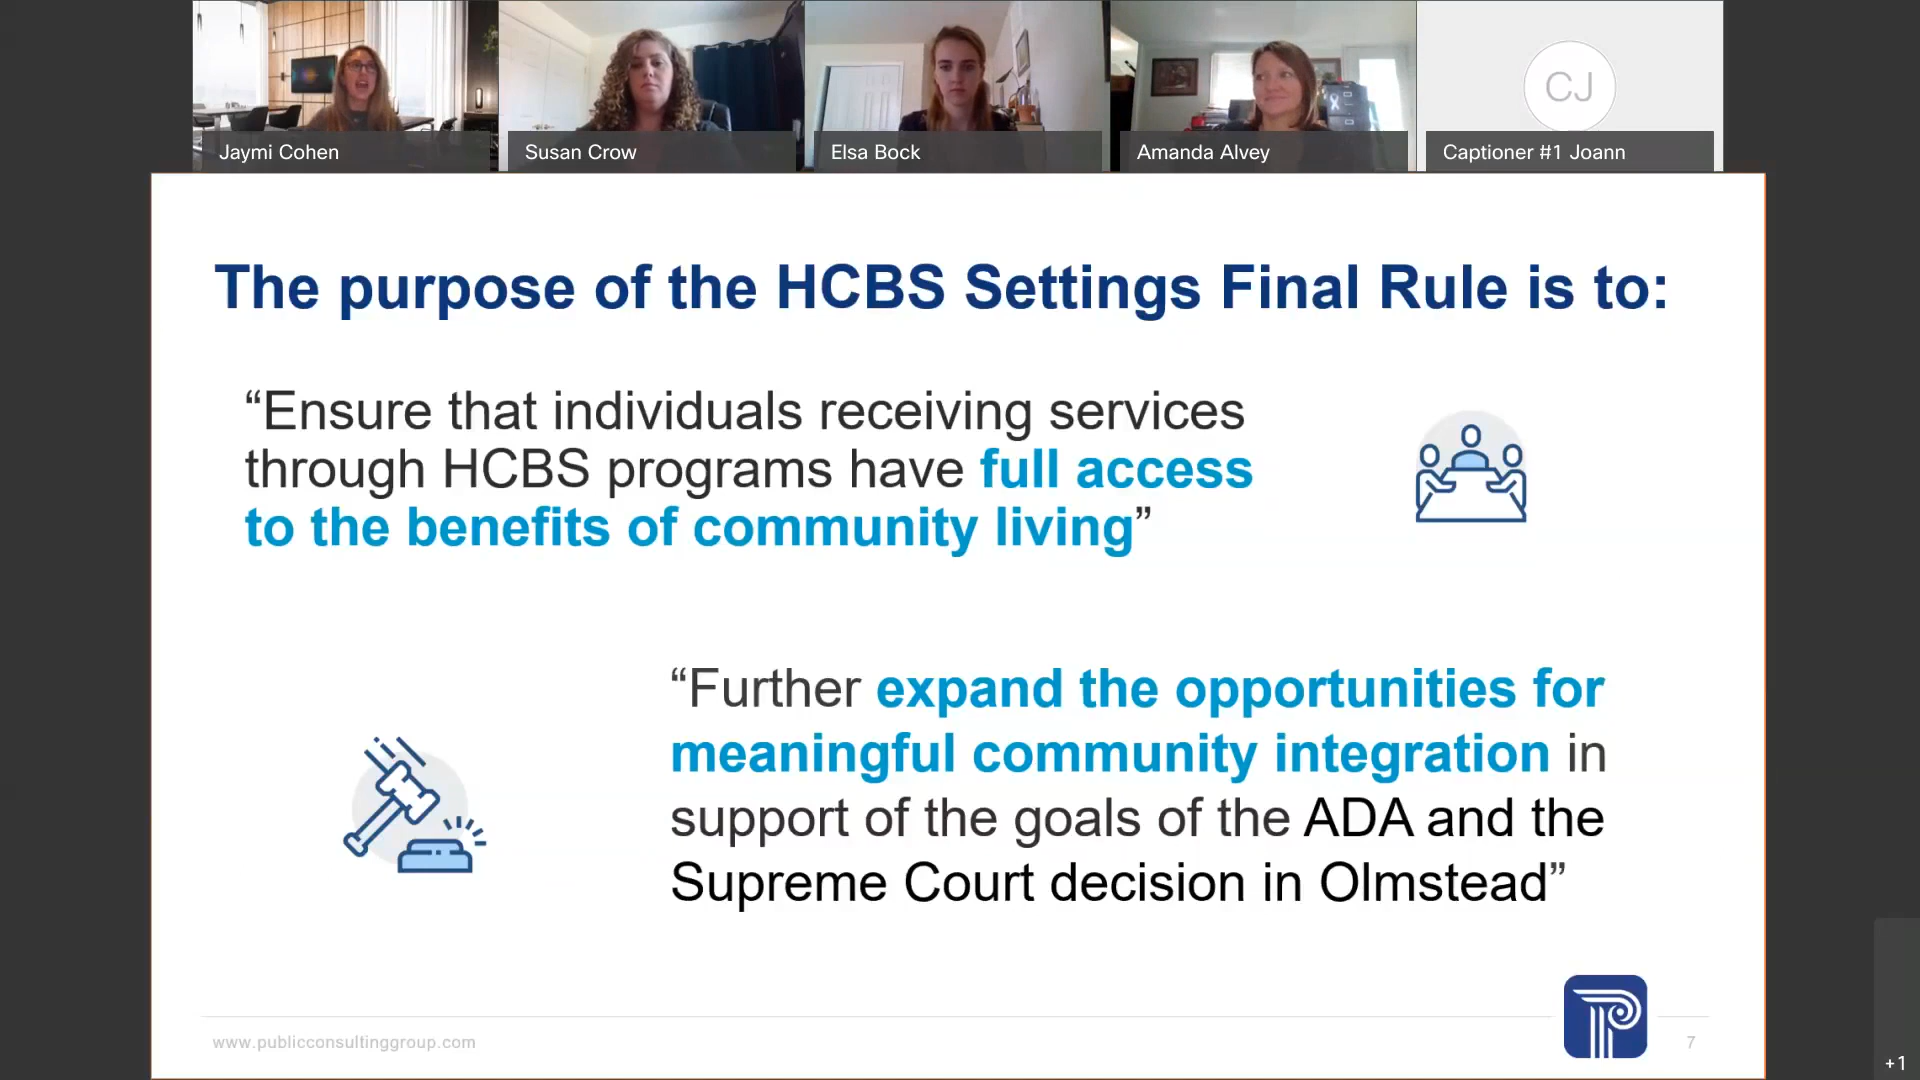 Jaymi Cohen
Susan Crow
Elsa Bock
Amanda Alvey
CJ
Captioner #1 Joann
The purpose of the HCBS Settings Final Rule is to:
“Ensure that individuals receiving services
through HCBS programs have full access
to the benefits of community living”
“Further expand the opportunities for
meaningful community integration in
support of the goals of the ADA and the
Supreme Court decision in Olmstead”
www.publicconsultinggroup.com
7
+1